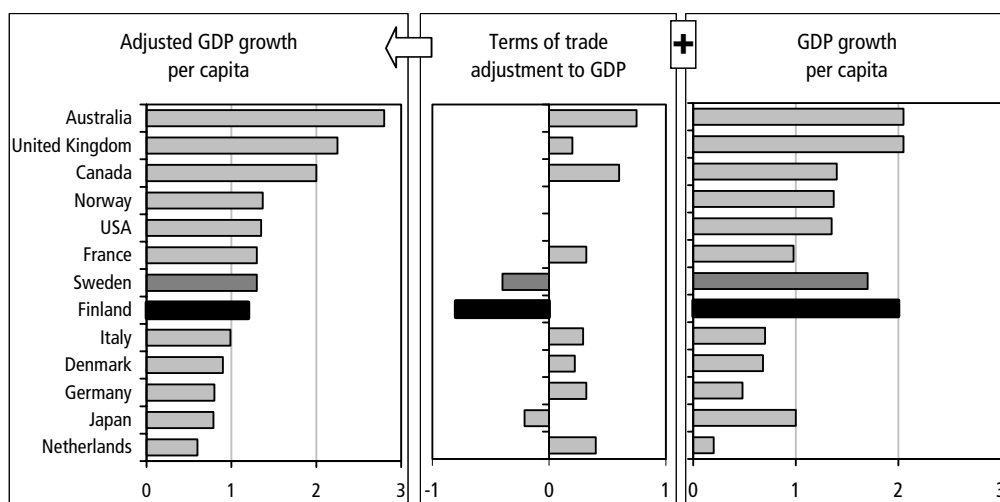 Adjusted GDP growth
per capita
Terms of trade
adjustment to GDP
+
GDP growth
per capita
Australia
United Kingdom
Canada
Norway
USA
France
Sweden
Finland
Italy
Denmark
Germany
Japan
Netherlands
0 1 2 3
-1 0 1
0 1 2 3